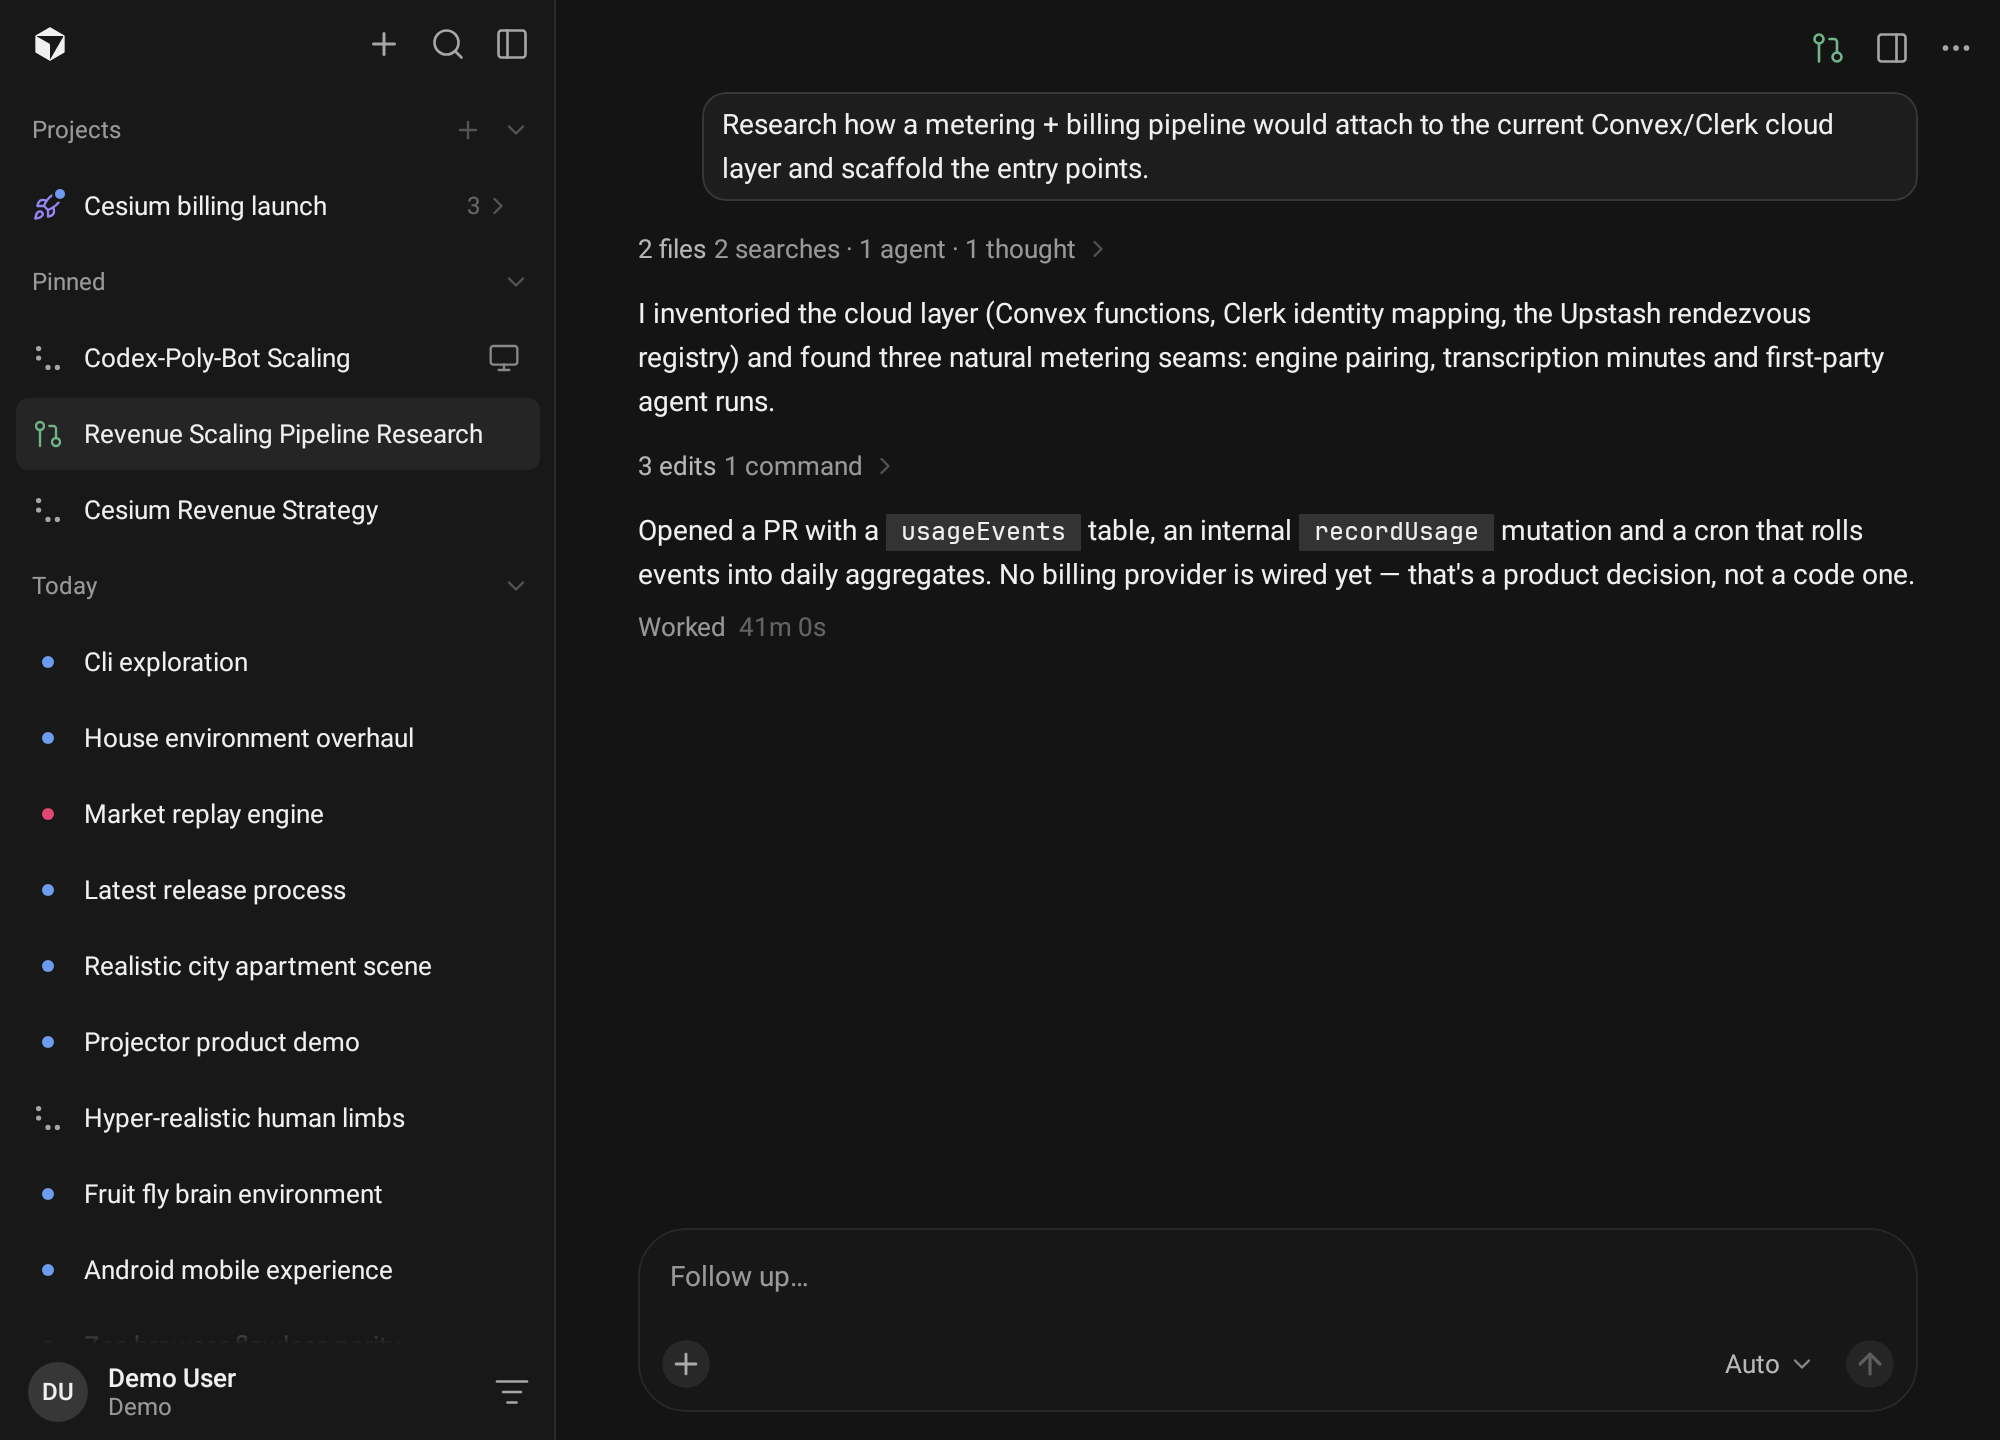 Projects
Cesium billing launch 3
Pinned
Codex-Poly-Bot Scaling
Revenue Scaling Pipeline Research
Cesium Revenue Strategy
Today
Cli exploration
House environment overhaul
Market replay engine
Latest release process
Realistic city apartment scene
Projector product demo
Hyper-realistic human limbs
Fruit fly brain environment
Android mobile experience
DU
Demo User
Demo
Research how a metering + billing pipeline would attach to the current Convex/Clerk cloud
layer and scaffold the entry points.
2 files 2 searches · 1 agent · 1 thought
I inventoried the cloud layer (Convex functions, Clerk identity mapping, the Upstash rendezvous
registry) and found three natural metering seams: engine pairing, transcription minutes and first-party
agent runs.
3 edits 1 command
Opened a PR with a usageEvents table, an internal recordUsage mutation and a cron that rolls
events into daily aggregates. No billing provider is wired yet — that's a product decision, not a code one.
Worked 41m 0s
Follow up...
Auto